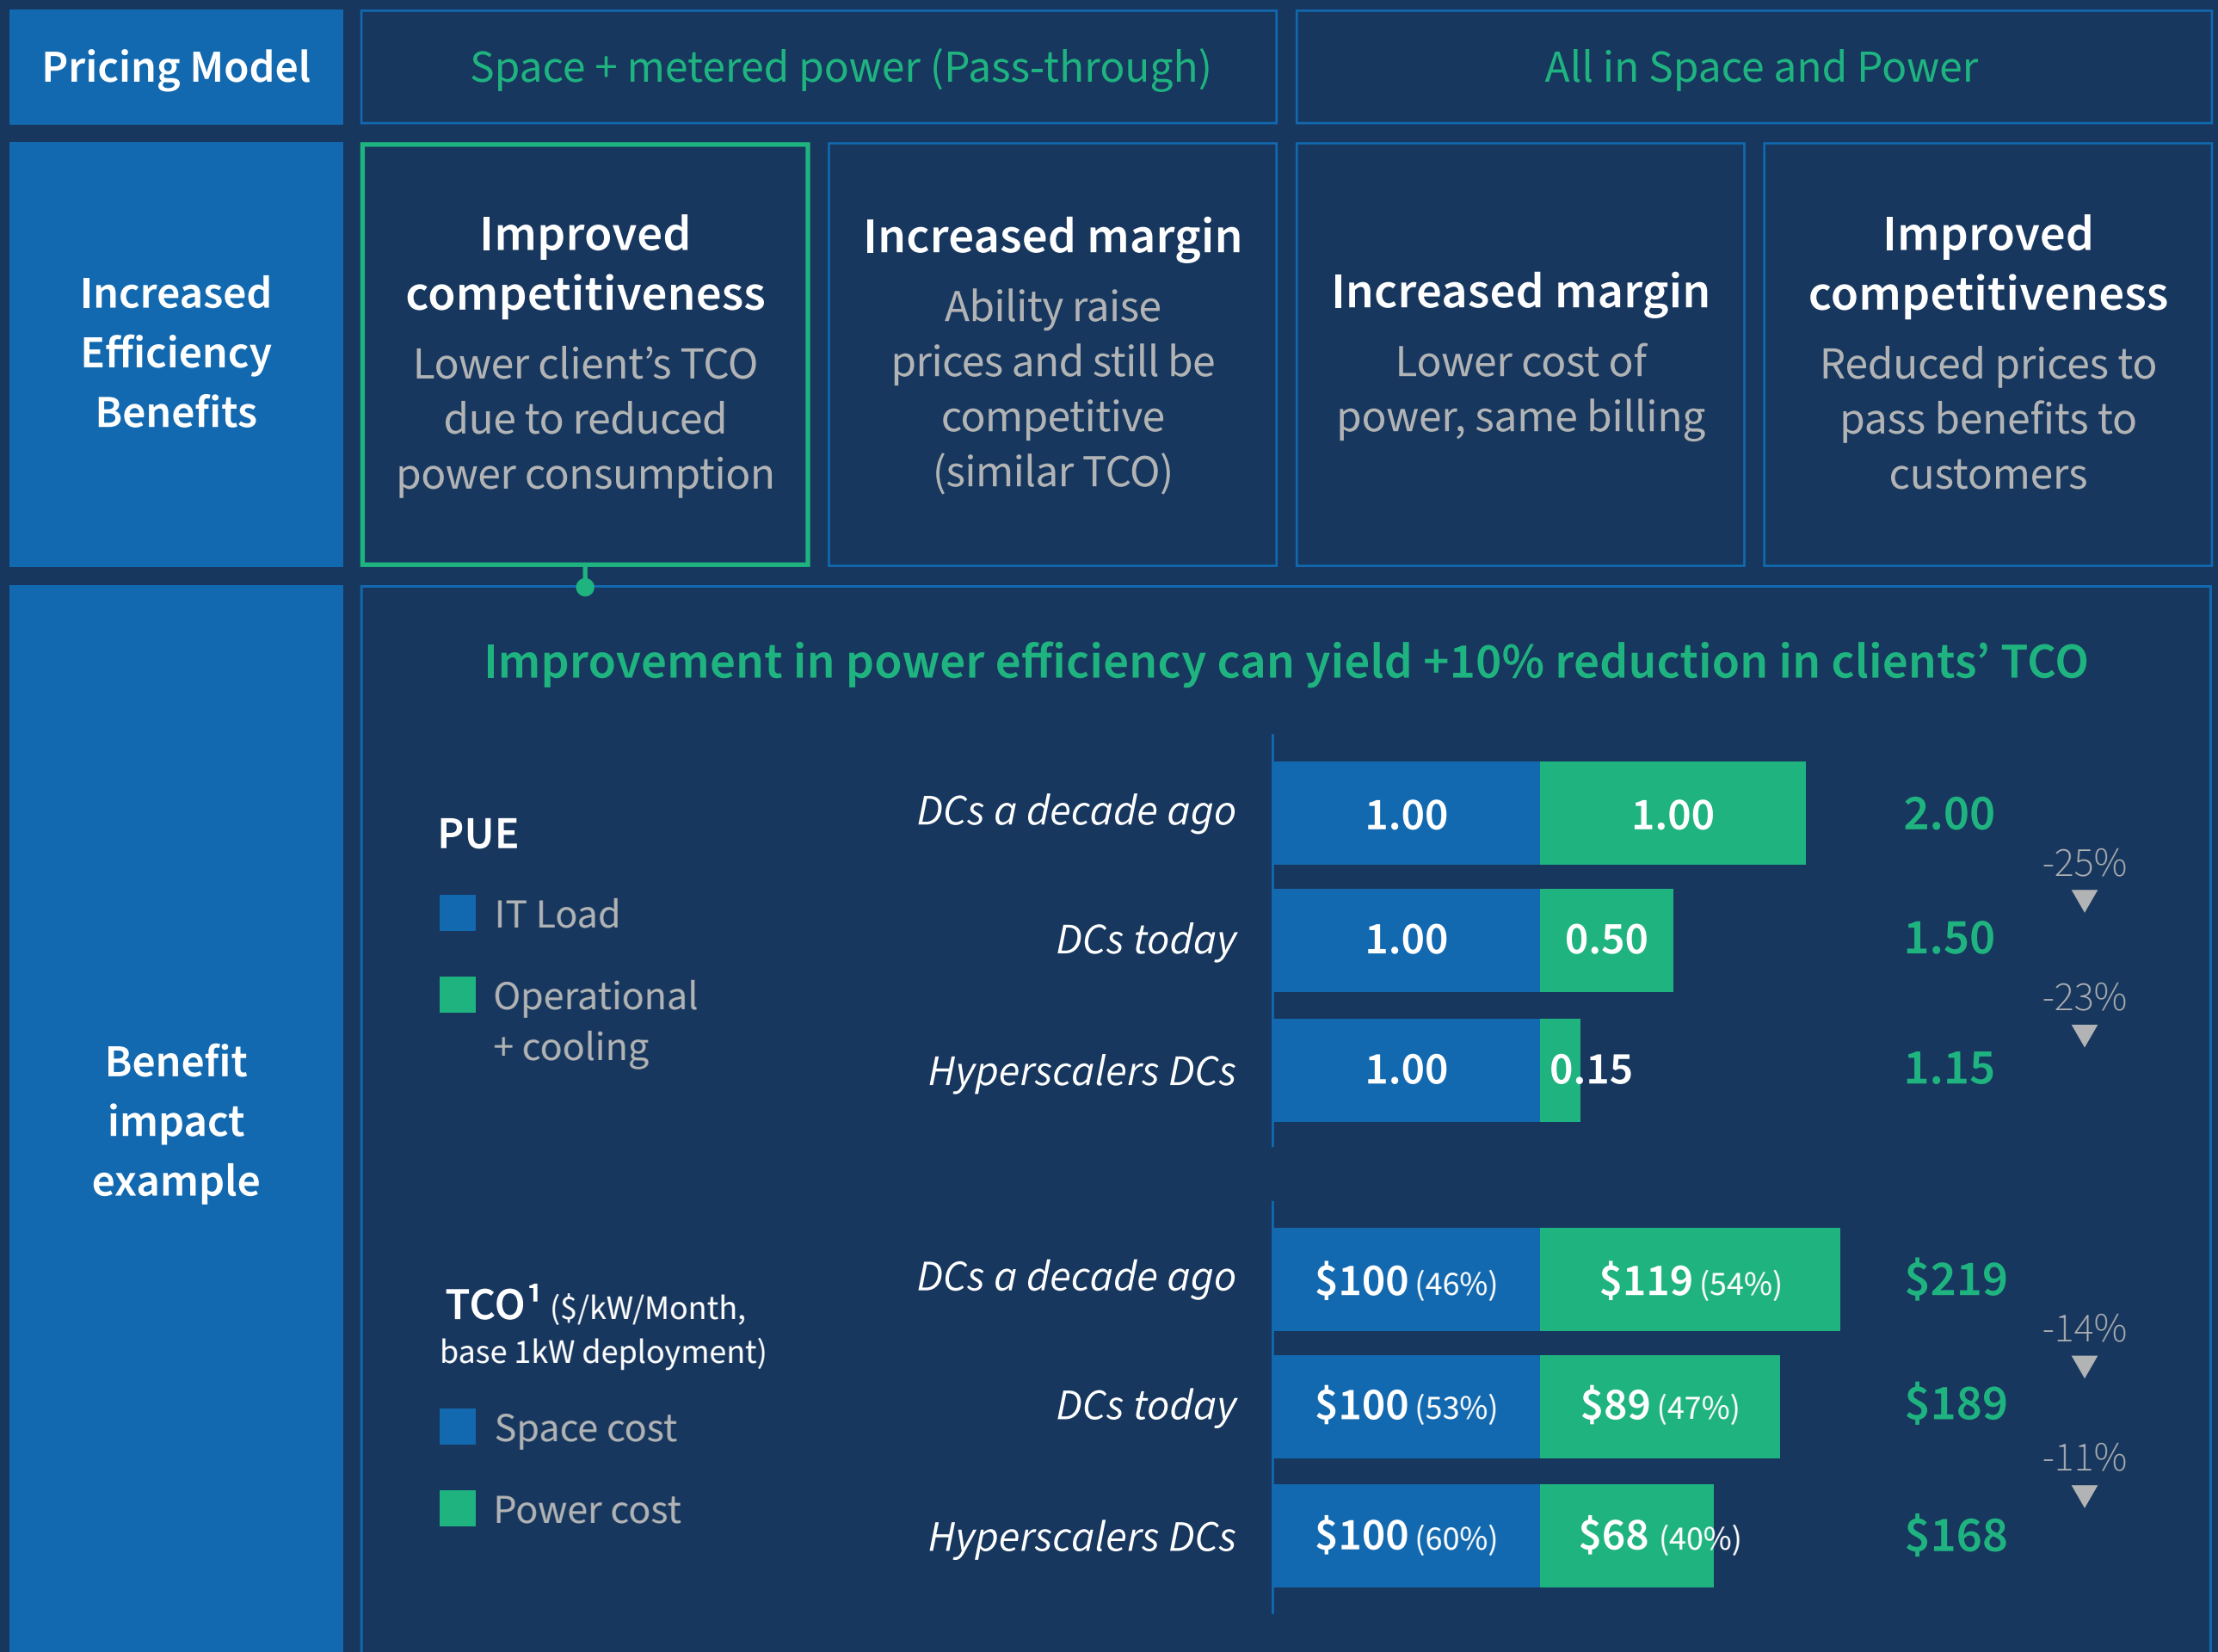 Pricing Model
Space + metered power (Pass-through)
All in Space and Power
Increased
Efficiency
Benefits
Improved
competitiveness
Lower client’s TCO
due to reduced
power consumption
Increased margin
Ability raise
prices and still be
competitive
(similar TCO)
Increased margin
Lower cost of
power, same billing
Improved
competitiveness
Reduced prices to
pass benefits to
customers
Benefit
impact
example
Improvement in power efficiency can yield +10% reduction in clients’ TCO
PUE
IT Load
Operational
+ cooling
DCs a decade ago
1.00
1.00
2.00
-25%
DCs today
1.00
0.50
1.50
-23%
Hyperscalers DCs
1.00
0.15
1.15
TCO¹ ($/kW/Month,
base 1kW deployment)
Space cost
Power cost
DCs a decade ago
$100 (46%)
$119 (54%)
$219
-14%
DCs today
$100 (53%)
$89 (47%)
$189
-11%
Hyperscalers DCs
$100 (60%)
$68 (40%)
$168